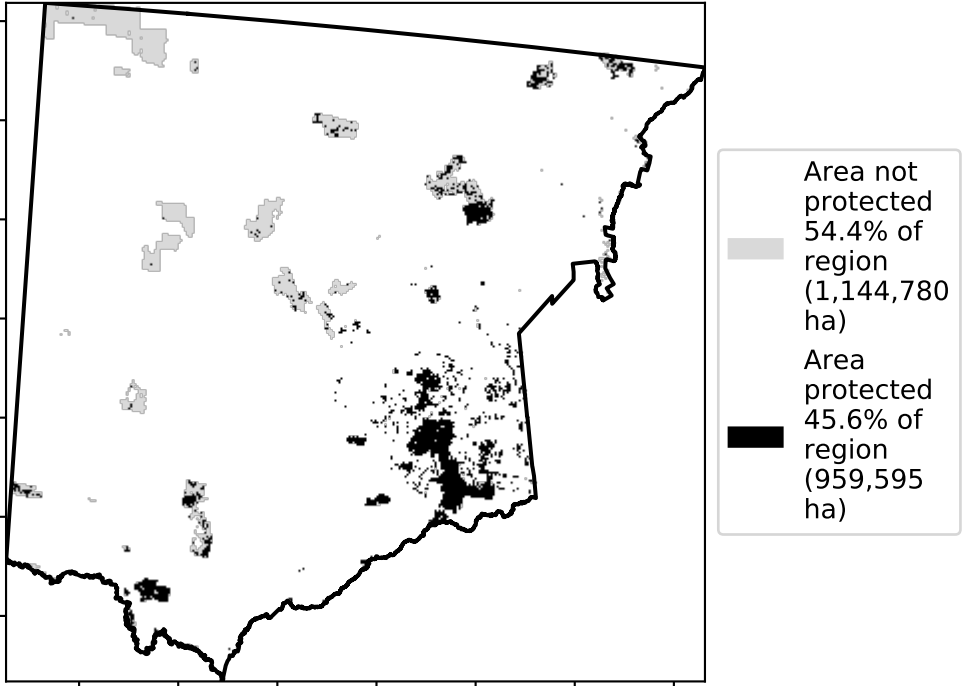 Area not
protected
54.4% of
region
(1,144,780
ha)
Area
protected
45.6% of
region
(959,595
ha)